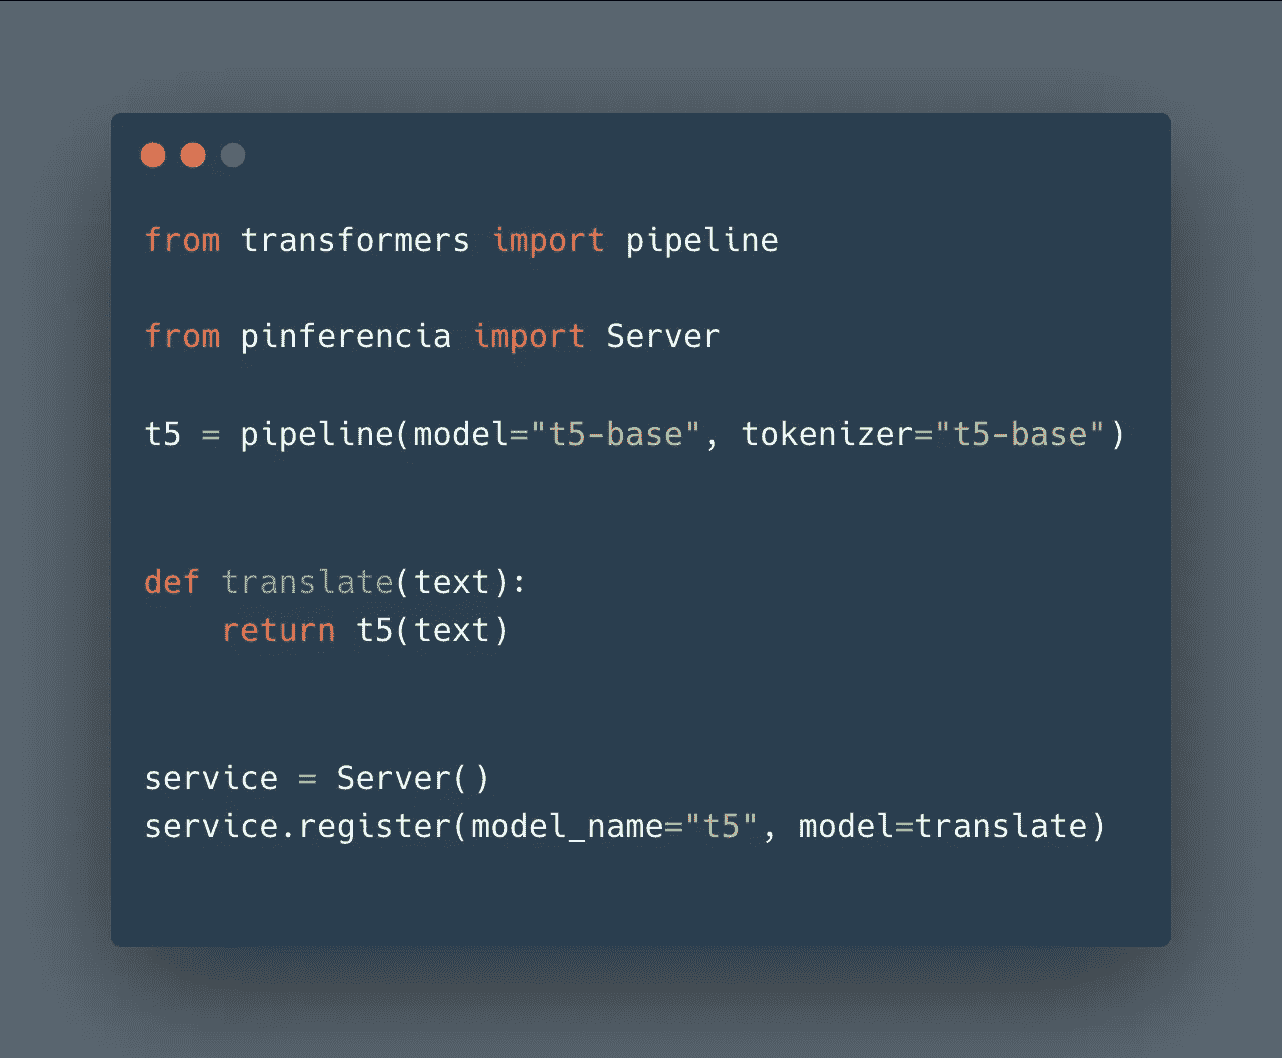 from transformers import pipeline
from pinferencia import Server
t5 = pipeline(model="t5-base", tokenizer="t5-base")
def translate(text):
    return t5(text)
service = Server()
service.register(model_name="t5", model=translate)